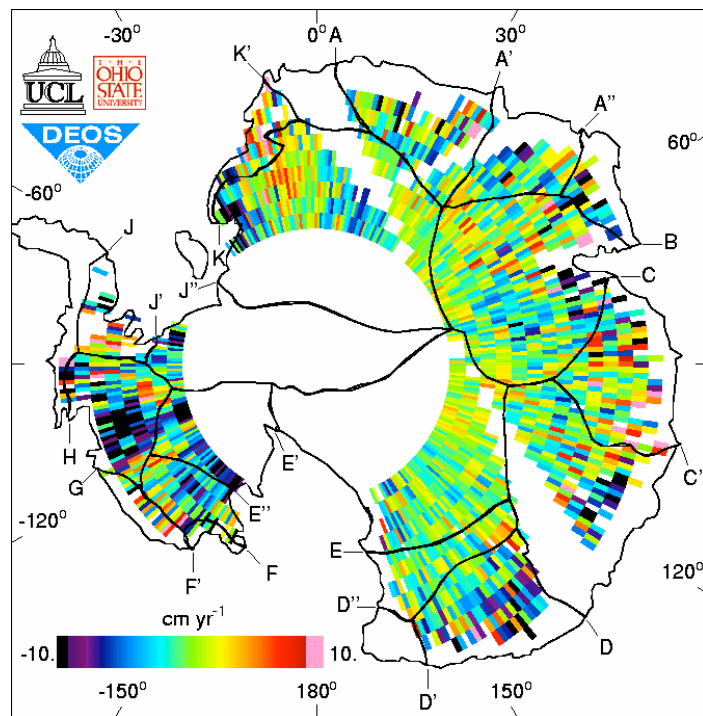 -30° 0° 30°
A
K' A'
T·H·E
OHIO
STATE
UNIVERSITY
UCL
A''
DEOS
60°
-60°
J
B
K
C
J''
J'
H
E'
G
C'
E''
-120°
E
F
F'
120°
D''
cm yr⁻¹
D
-10. 10.
-150° 180° 150°
D'